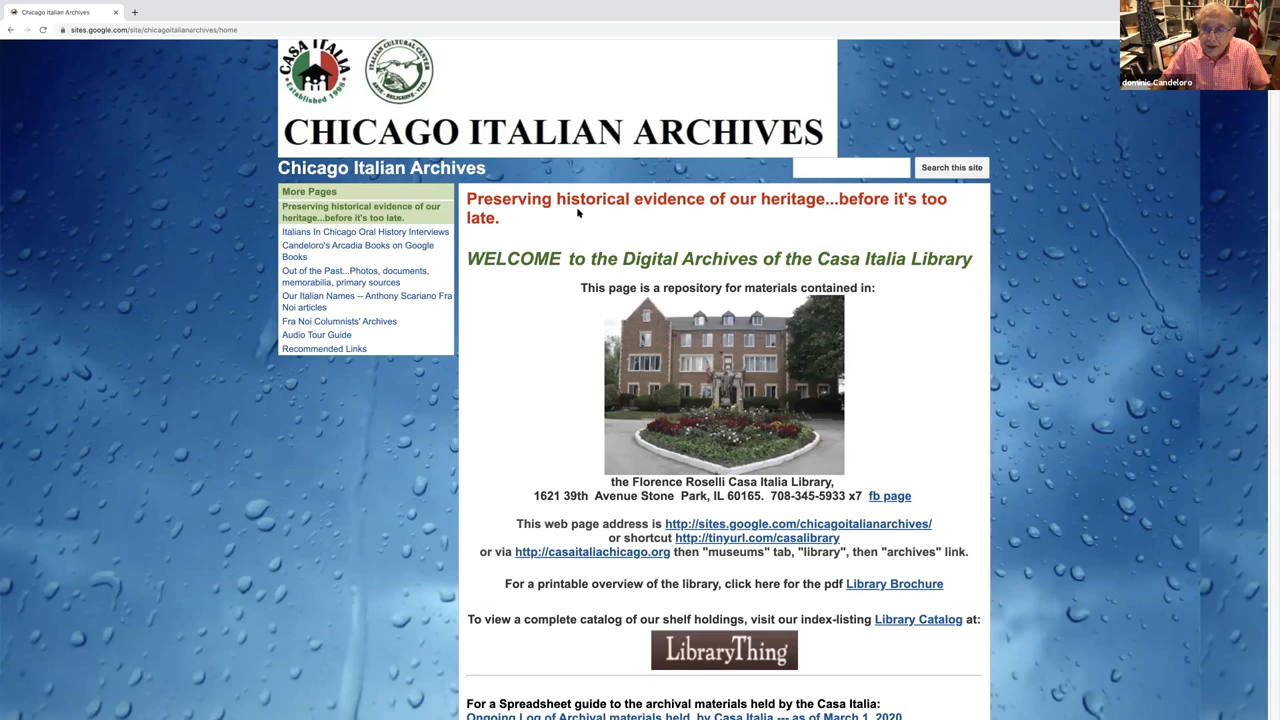 Chicago Italian Archives
sites.google.com/site/chicagoitalianarchives/home
dominic Candeloro
CASA ITALIA
Established 1998
ITALIAN CULTURAL CENTER
CHICAGO ITALIAN ARCHIVES
Chicago Italian Archives
Search this site
More Pages
Preserving historical evidence of our
heritage...before it's too late.
Italians In Chicago Oral History Interviews
Candeloro's Arcadia Books on Google
Books
Out of the Past...Photos, documents,
memorabilia, primary sources
Our Italian Names -- Anthony Scariano Fra
Noi articles
Fra Noi Columnists' Archives
Audio Tour Guide
Recommended Links
Preserving historical evidence of our heritage...before it's too
late.
WELCOME to the Digital Archives of the Casa Italia Library
This page is a repository for materials contained in:
the Florence Roselli Casa Italia Library,
1621 39th Avenue Stone Park, IL 60165. 708-345-5933 x7 fb page
This web page address is http://sites.google.com/chicagoitalianarchives/
or shortcut http://tinyurl.com/casalibrary
or via http://casaitaliachicago.org then "museums" tab, "library", then "archives" link.
For a printable overview of the library, click here for the pdf Library Brochure
To view a complete catalog of our shelf holdings, visit our index-listing Library Catalog at:
LibraryThing
For a Spreadsheet guide to the archival materials held by the Casa Italia:
Ongoing Log of Archival materials held by Casa Italia --- as of March 1, 2020